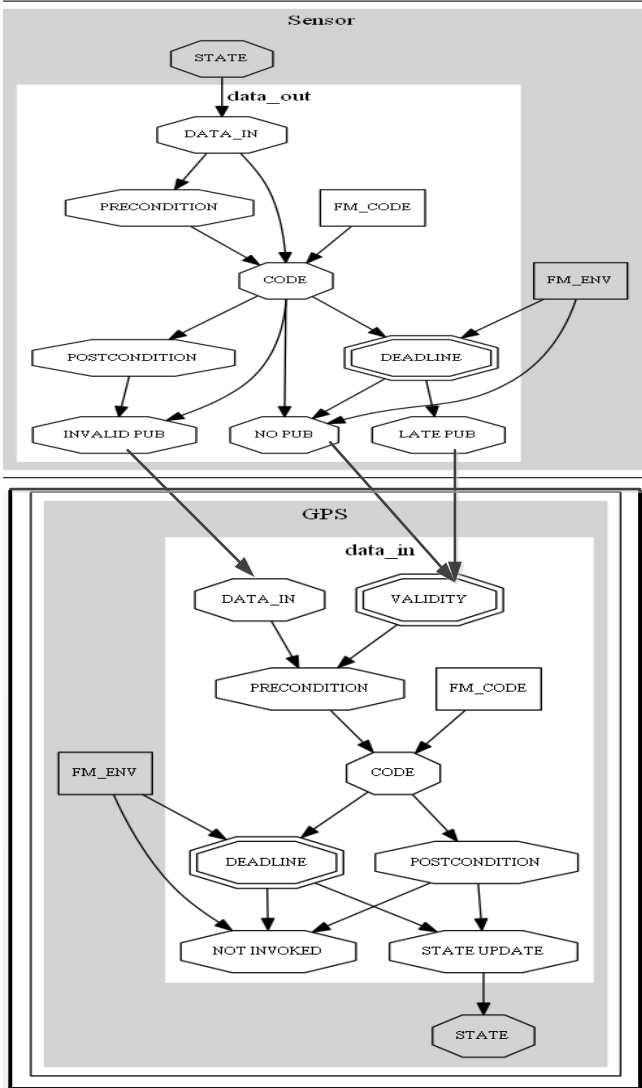 Sensor
STATE
data_out
DATA_IN
PRECONDITION
FM_CODE
CODE
FM_ENV
POSTCONDITION
DEADLINE
INVALID PUB
NO PUB
LATE PUB
GPS
data_in
DATA_IN
VALIDITY
PRECONDITION
FM_CODE
CODE
FM_ENV
DEADLINE
POSTCONDITION
NOT INVOKED
STATE UPDATE
STATE